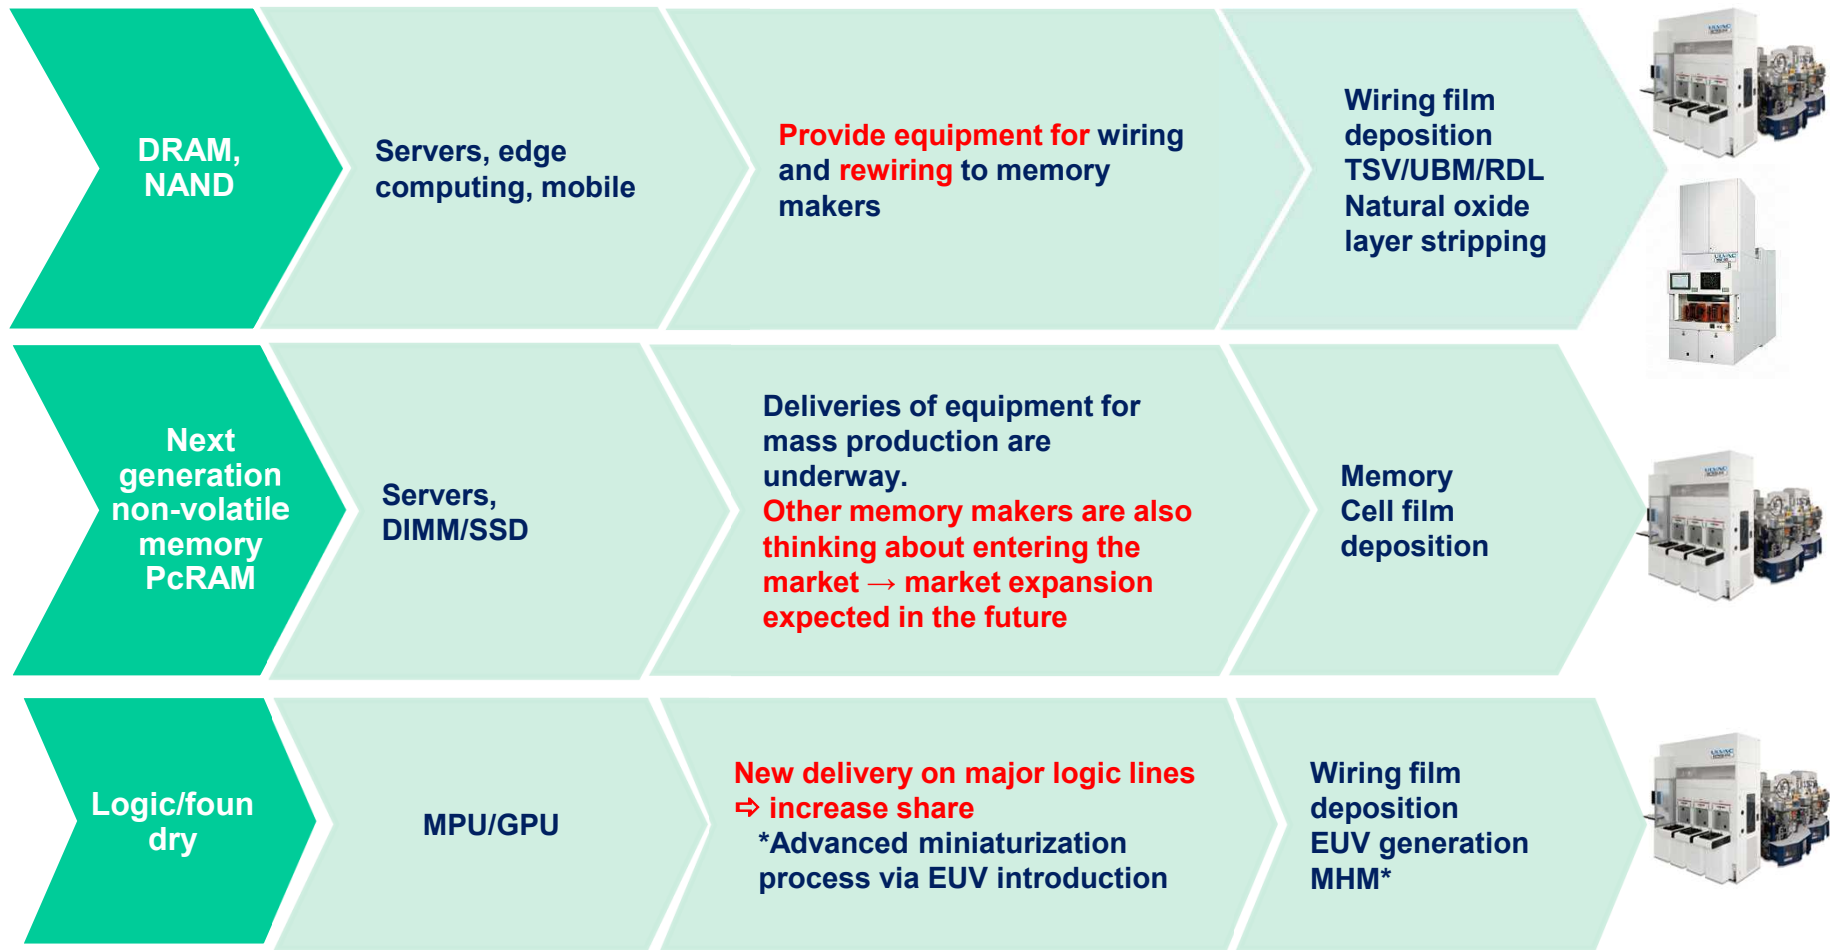 DRAM,
NAND
Servers, edge
computing, mobile
Provide equipment for wiring
and rewiring to memory
makers
Wiring film
deposition
TSV/UBM/RDL
Natural oxide
layer stripping
ULVAC
ULVAC
Next
generation
non-volatile
memory
PcRAM
Servers,
DIMM/SSD
Deliveries of equipment for
mass production are
underway.
Other memory makers are also
thinking about entering the
market → market expansion
expected in the future
Memory
Cell film
deposition
ULVAC
Logic/foun
dry
MPU/GPU
New delivery on major logic lines
⇨ increase share
*Advanced miniaturization
process via EUV introduction
Wiring film
deposition
EUV generation
MHM*
ULVAC